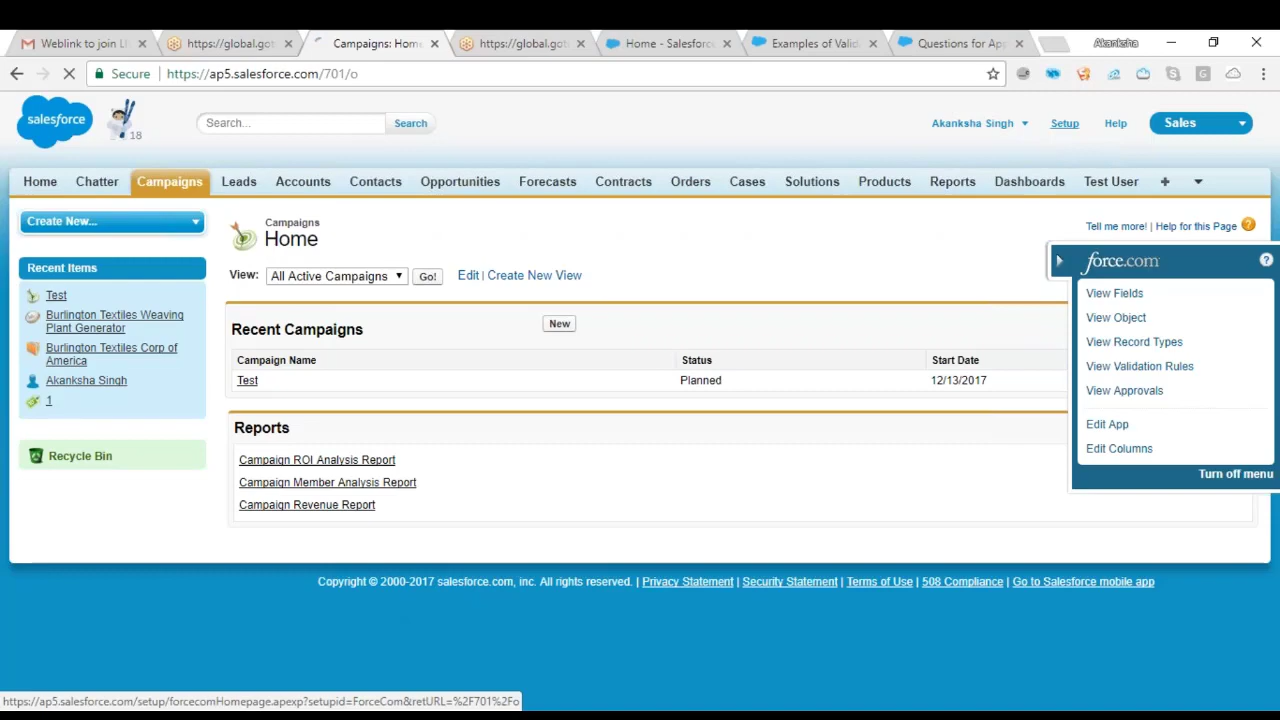 Weblink to join LI
https://global.got
Campaigns: Home
https://global.got
Home - Salesforce
Examples of Valid
Questions for App
Akanksha
Secure
https://ap5.salesforce.com/701/o
salesforce
18
Search...
Search
Akanksha Singh
Setup
Help
Sales
Home
Chatter
Campaigns
Leads
Accounts
Contacts
Opportunities
Forecasts
Contracts
Orders
Cases
Solutions
Products
Reports
Dashboards
Test User
+
Create New...
Recent Items
Test
Burlington Textiles Weaving
Plant Generator
Burlington Textiles Corp of
America
Akanksha Singh
1
Recycle Bin
Campaigns
Home
Tell me more! | Help for this Page
View:
All Active Campaigns
Go!
Edit | Create New View
Recent Campaigns
New
Campaign Name
Status
Start Date
Test
Planned
12/13/2017
Reports
Campaign ROI Analysis Report
Campaign Member Analysis Report
Campaign Revenue Report
force.com
View Fields
View Object
View Record Types
View Validation Rules
View Approvals
Edit App
Edit Columns
Turn off menu
Copyright © 2000-2017 salesforce.com, inc. All rights reserved. | Privacy Statement | Security Statement | Terms of Use | 508 Compliance | Go to Salesforce mobile app
https://ap5.salesforce.com/setup/forcecomHomepage.apexp?setupid=ForceCom&retURL=%2F701%2Fo